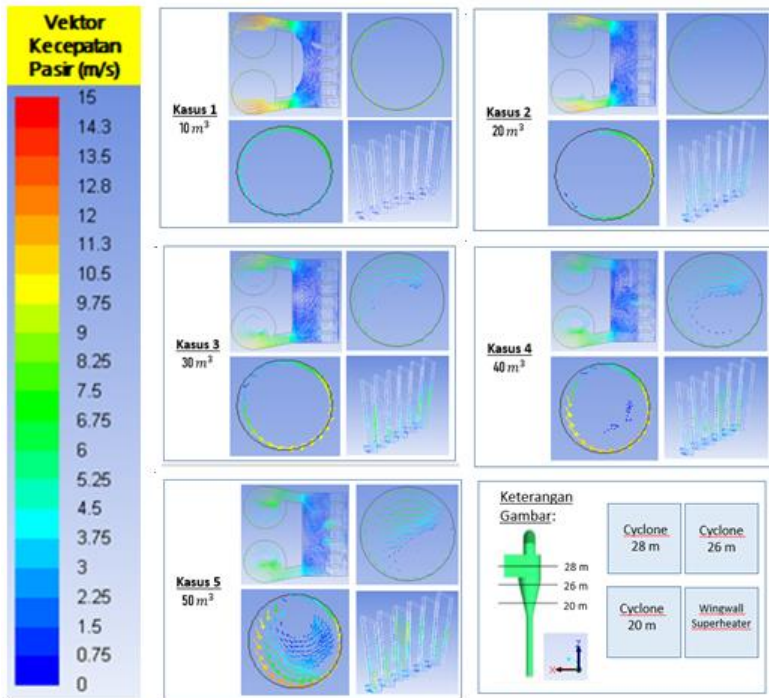 Vektor
Kecepatan
Pasir (m/s)
15
14.3
13.5
12.8
12
11.3
10.5
9.75
9
8.25
7.5
6.75
6
5.25
4.5
3.75
3
2.25
1.5
0.75
0
Kasus 1
10 m³
Kasus 2
20 m³
Kasus 3
30 m³
Kasus 4
40 m³
Kasus 5
50 m³
Keterangan
Gambar:
28 m
26 m
20 m
Cyclone
28 m
Cyclone
26 m
Cyclone
20 m
Wingwall
Superheater